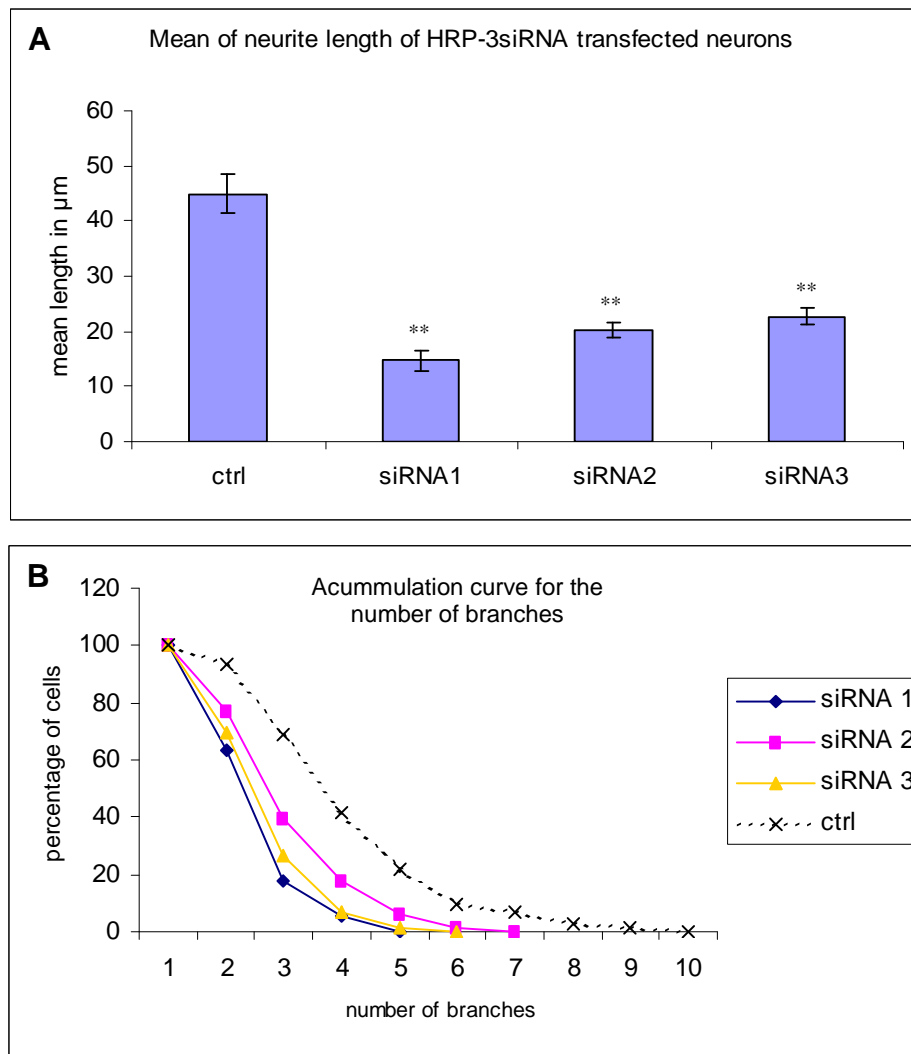 A
Mean of neurite length of HRP-3siRNA transfected neurons
60
50
40
30
20
10
0
mean length in µm
**
**
**
ctrl siRNA1 siRNA2 siRNA3
B
Acummulation curve for the
number of branches
120
100
80
60
40
20
0
percentage of cells
1 2 3 4 5 6 7 8 9 10
number of branches
siRNA 1
siRNA 2
siRNA 3
ctrl